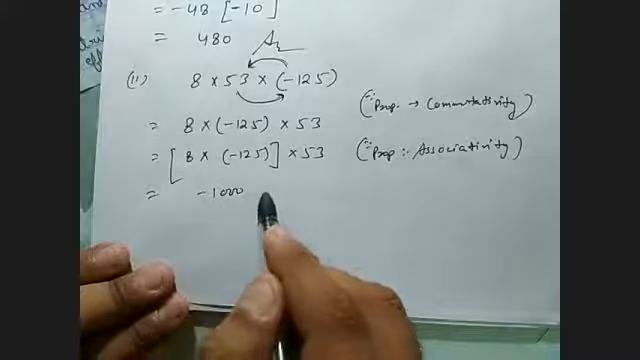 = -48 [-10]
= 480 Ans
(ii) 8 × 53 × (-125)
= 8 × (-125) × 53 (∵ Prop. → Commutativity)
= [8 × (-125)] × 53 (∵ Prop :- Associativity)
= -1000